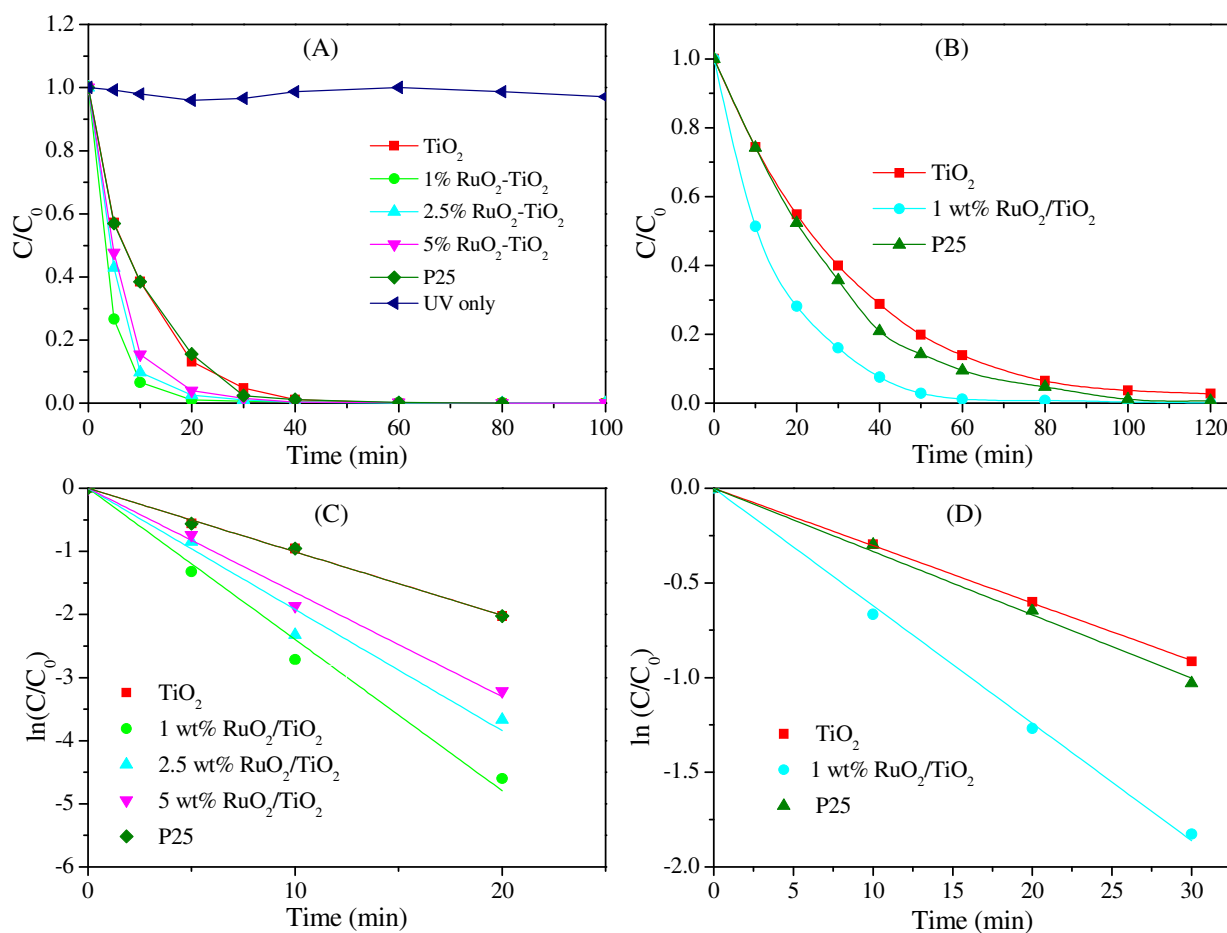 (A)
C/C0
1.2
1.0
0.8
0.6
0.4
0.2
0.0
TiO2
1% RuO2-TiO2
2.5% RuO2-TiO2
5% RuO2-TiO2
P25
UV only
0 20 40 60 80 100
Time (min)
(B)
C/C0
1.0
0.8
0.6
0.4
0.2
0.0
TiO2
1 wt% RuO2/TiO2
P25
0 20 40 60 80 100 120
Time (min)
(C)
ln(C/C0)
0
-1
-2
-3
-4
-5
-6
TiO2
1 wt% RuO2/TiO2
2.5 wt% RuO2/TiO2
5 wt% RuO2/TiO2
P25
0 10 20
Time (min)
(D)
ln (C/C0)
0.0
-0.5
-1.0
-1.5
-2.0
TiO2
1 wt% RuO2/TiO2
P25
0 5 10 15 20 25 30
Time (min)